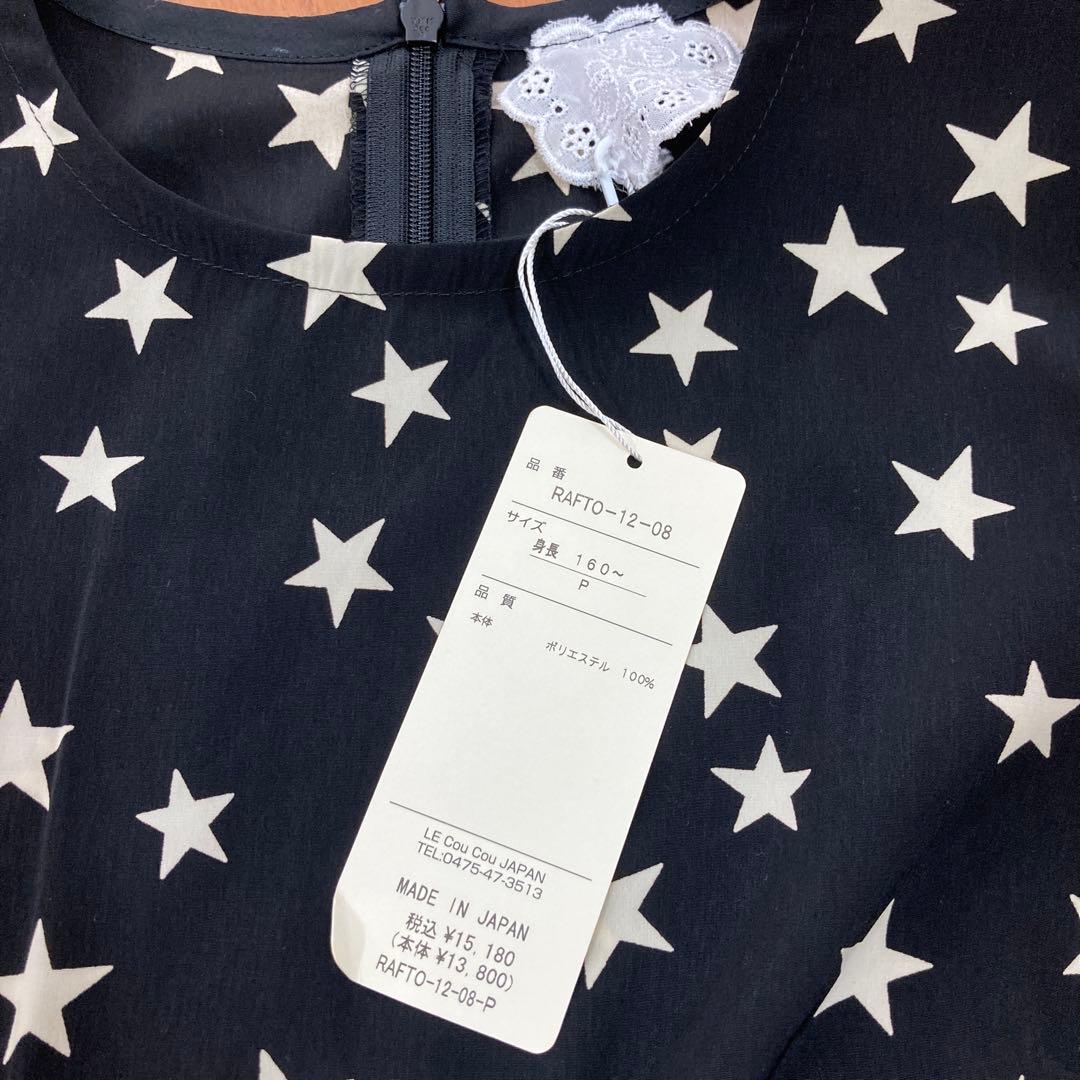 品 番
RAFTO-12-08
サイズ
身長 160~
P
品 質
本体
ポリエステル 100%
LE Cou Cou JAPAN
TEL:0475-47-3513
MADE IN JAPAN
税込 ¥15,180
(本体 ¥13,800)
RAFTO-12-08-P